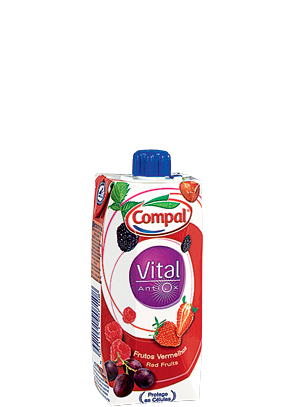 Compal
Vital
AntiOx
Frutos Vermelhos
Red Fruits
Protege
as Células